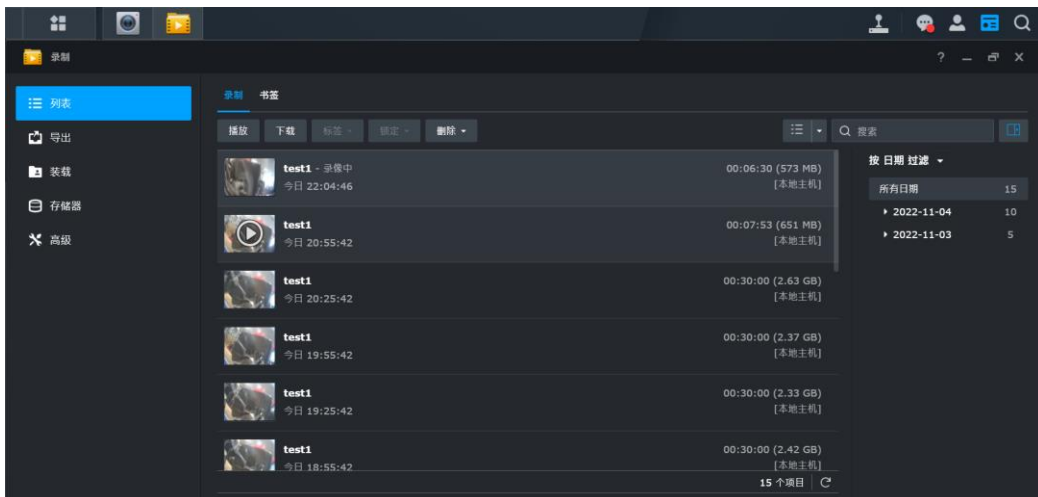 录制
?
列表
导出
装载
存储器
高级
录制 书签
播放 下载 标签 锁定 删除
搜索
test1 - 录像中
今日 22:04:46
00:06:30 (573 MB)
[本地主机]
test1
今日 20:55:42
00:07:53 (651 MB)
[本地主机]
test1
今日 20:25:42
00:30:00 (2.63 GB)
[本地主机]
test1
今日 19:55:42
00:30:00 (2.37 GB)
[本地主机]
test1
今日 19:25:42
00:30:00 (2.33 GB)
[本地主机]
test1
今日 18:55:42
00:30:00 (2.42 GB)
[本地主机]
15 个项目
按 日期 过滤
所有日期 15
2022-11-04 10
2022-11-03 5